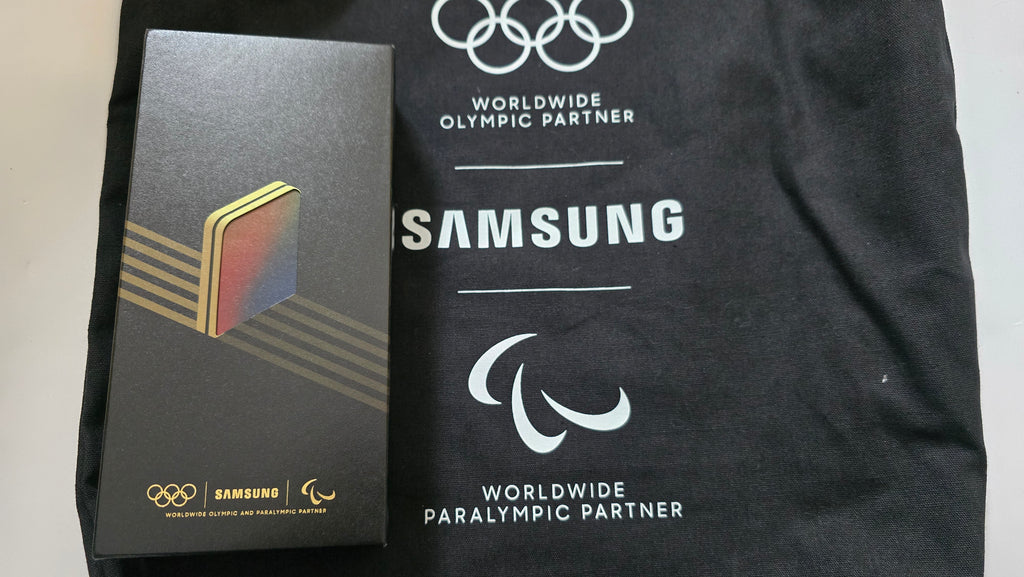 WORLDWIDE
OLYMPIC PARTNER
SAMSUNG
WORLDWIDE
PARALYMPIC PARTNER
SAMSUNG
WORLDWIDE OLYMPIC AND PARALYMPIC PARTNER